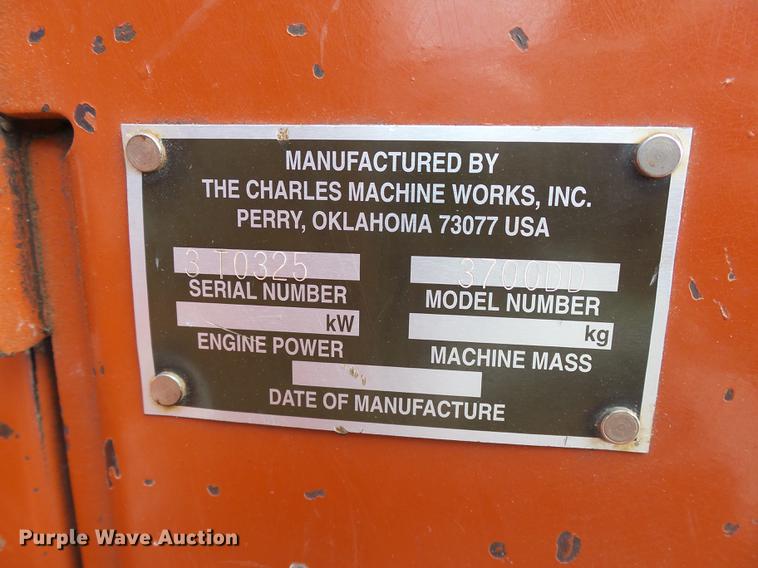 MANUFACTURED BY
THE CHARLES MACHINE WORKS, INC.
PERRY, OKLAHOMA 73077 USA
3T0325 3700DD
SERIAL NUMBER MODEL NUMBER
kW kg
ENGINE POWER MACHINE MASS
DATE OF MANUFACTURE
Purple Wave Auction